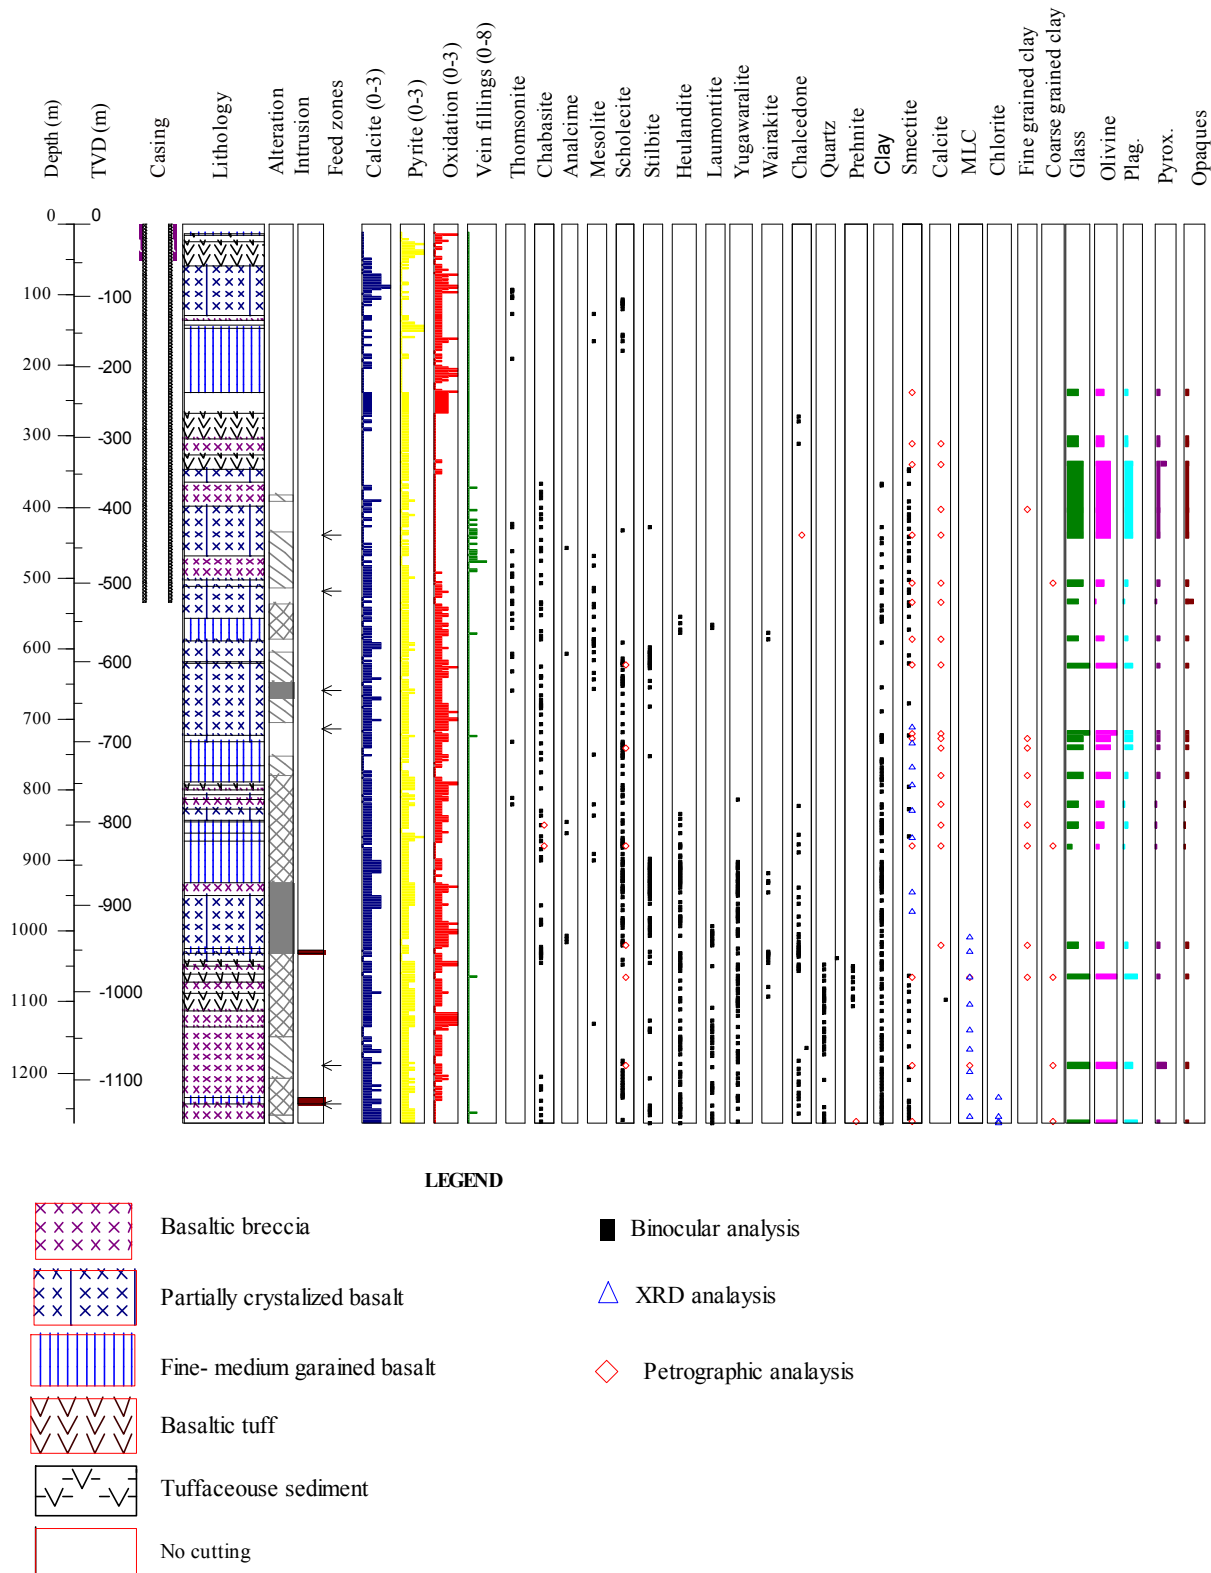 Depth (m)
TVD (m)
Casing
Lithology
Alteration
Intrusion
Feed zones
Calcite (0-3)
Pyrite (0-3)
Oxidation (0-3)
Vein fillings (0-8)
Thomsonite
Chabasite
Analcime
Mesolite
Scholecite
Stilbite
Heulandite
Laumontite
Yugawaralite
Wairakite
Chalcedone
Quartz
Prehnite
Clay
Smectite
Calcite
MLC
Chlorite
Fine grained clay
Coarse grained clay
Glass
Olivine
Plag.
Pyrox.
Opaques
0 0
100 -100
200 -200
300 -300
400 -400
500 -500
600 -600
700 -700
800 -800
900 -900
1000 -1000
1100 -1100
1200
LEGEND
Basaltic breccia
Binocular analysis
Partially crystalized basalt
XRD analaysis
Fine- medium garained basalt
Petrographic analaysis
Basaltic tuff
Tuffaceouse sediment
No cutting